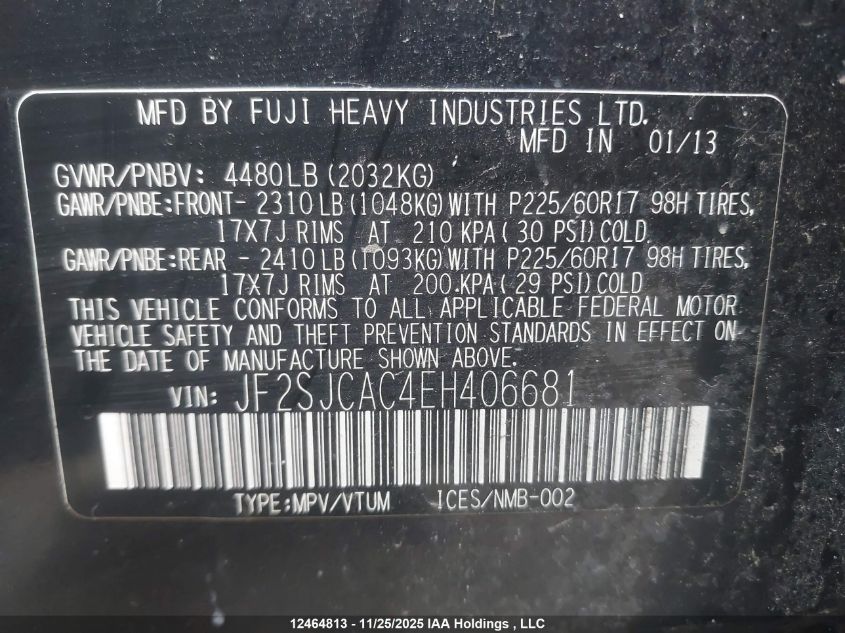 MFD BY FUJI HEAVY INDUSTRIES LTD.
MFD IN 01/13
GVWR/PNBV: 4480LB(2032KG)
GAWR/PNBE:FRONT- 2310LB(1048KG)WITH P225/60R17 98H TIRES,
17X7J RIMS AT 210 KPA(30 PSI)COLD.
GAWR/PNBE:REAR - 2410LB(1093KG)WITH P225/60R17 98H TIRES,
17X7J RIMS AT 200 KPA(29 PSI)COLD
THIS VEHICLE CONFORMS TO ALL APPLICABLE FEDERAL MOTOR
VEHICLE SAFETY AND THEFT PREVENTION STANDARDS IN EFFECT ON
THE DATE OF MANUFACTURE SHOWN ABOVE.
VIN: JF2SJCAC4EH406681
TYPE:MPV/VTUM ICES/NMB-002
12464813 - 11/25/2025 IAA Holdings , LLC